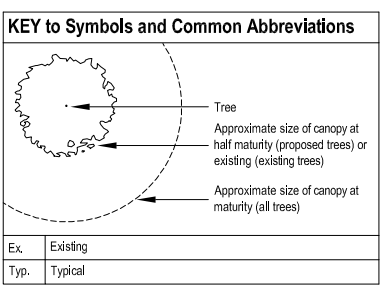 KEY to Symbols and Common Abbreviations
Tree
Approximate size of canopy at
half maturity (proposed trees) or
existing (existing trees)
Approximate size of canopy at
maturity (all trees)
Ex. Existing
Typ. Typical